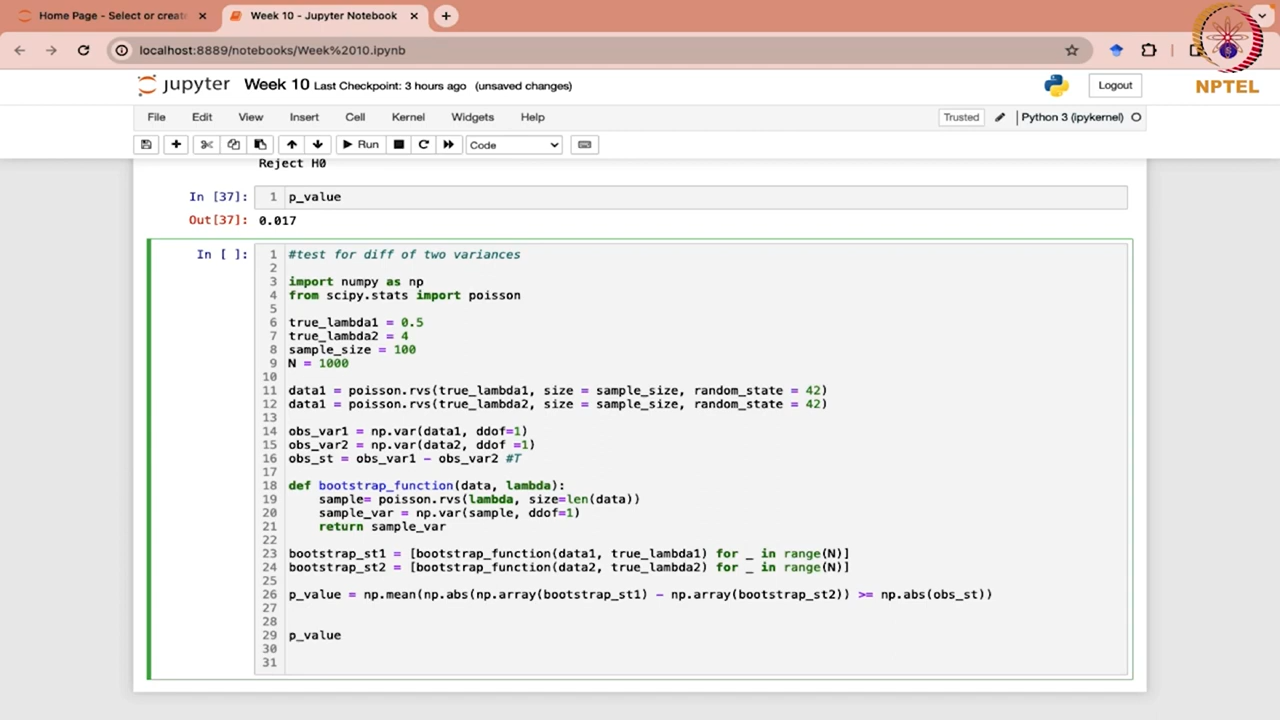 Home Page - Select or creat
Week 10 - Jupyter Notebook
localhost:8889/notebooks/Week%2010.ipynb
NPTEL
jupyter Week 10 Last Checkpoint: 3 hours ago (unsaved changes)
Logout
File Edit View Insert Cell Kernel Widgets Help
Trusted Python 3 (ipykernel)
Run Code
Reject H0
In [37]: 1 p_value
Out[37]: 0.017
In [ ]: 1 #test for diff of two variances
2
3 import numpy as np
4 from scipy.stats import poisson
5
6 true_lambda1 = 0.5
7 true_lambda2 = 4
8 sample_size = 100
9 N = 1000
10
11 data1 = poisson.rvs(true_lambda1, size = sample_size, random_state = 42)
12 data1 = poisson.rvs(true_lambda2, size = sample_size, random_state = 42)
13
14 obs_var1 = np.var(data1, ddof=1)
15 obs_var2 = np.var(data2, ddof =1)
16 obs_st = obs_var1 - obs_var2 #T
17
18 def bootstrap_function(data, lambda):
19 sample= poisson.rvs(lambda, size=len(data))
20 sample_var = np.var(sample, ddof=1)
21 return sample_var
22
23 bootstrap_st1 = [bootstrap_function(data1, true_lambda1) for _ in range(N)]
24 bootstrap_st2 = [bootstrap_function(data2, true_lambda2) for _ in range(N)]
25
26 p_value = np.mean(np.abs(np.array(bootstrap_st1) - np.array(bootstrap_st2)) >= np.abs(obs_st))
27
28
29 p_value
30
31